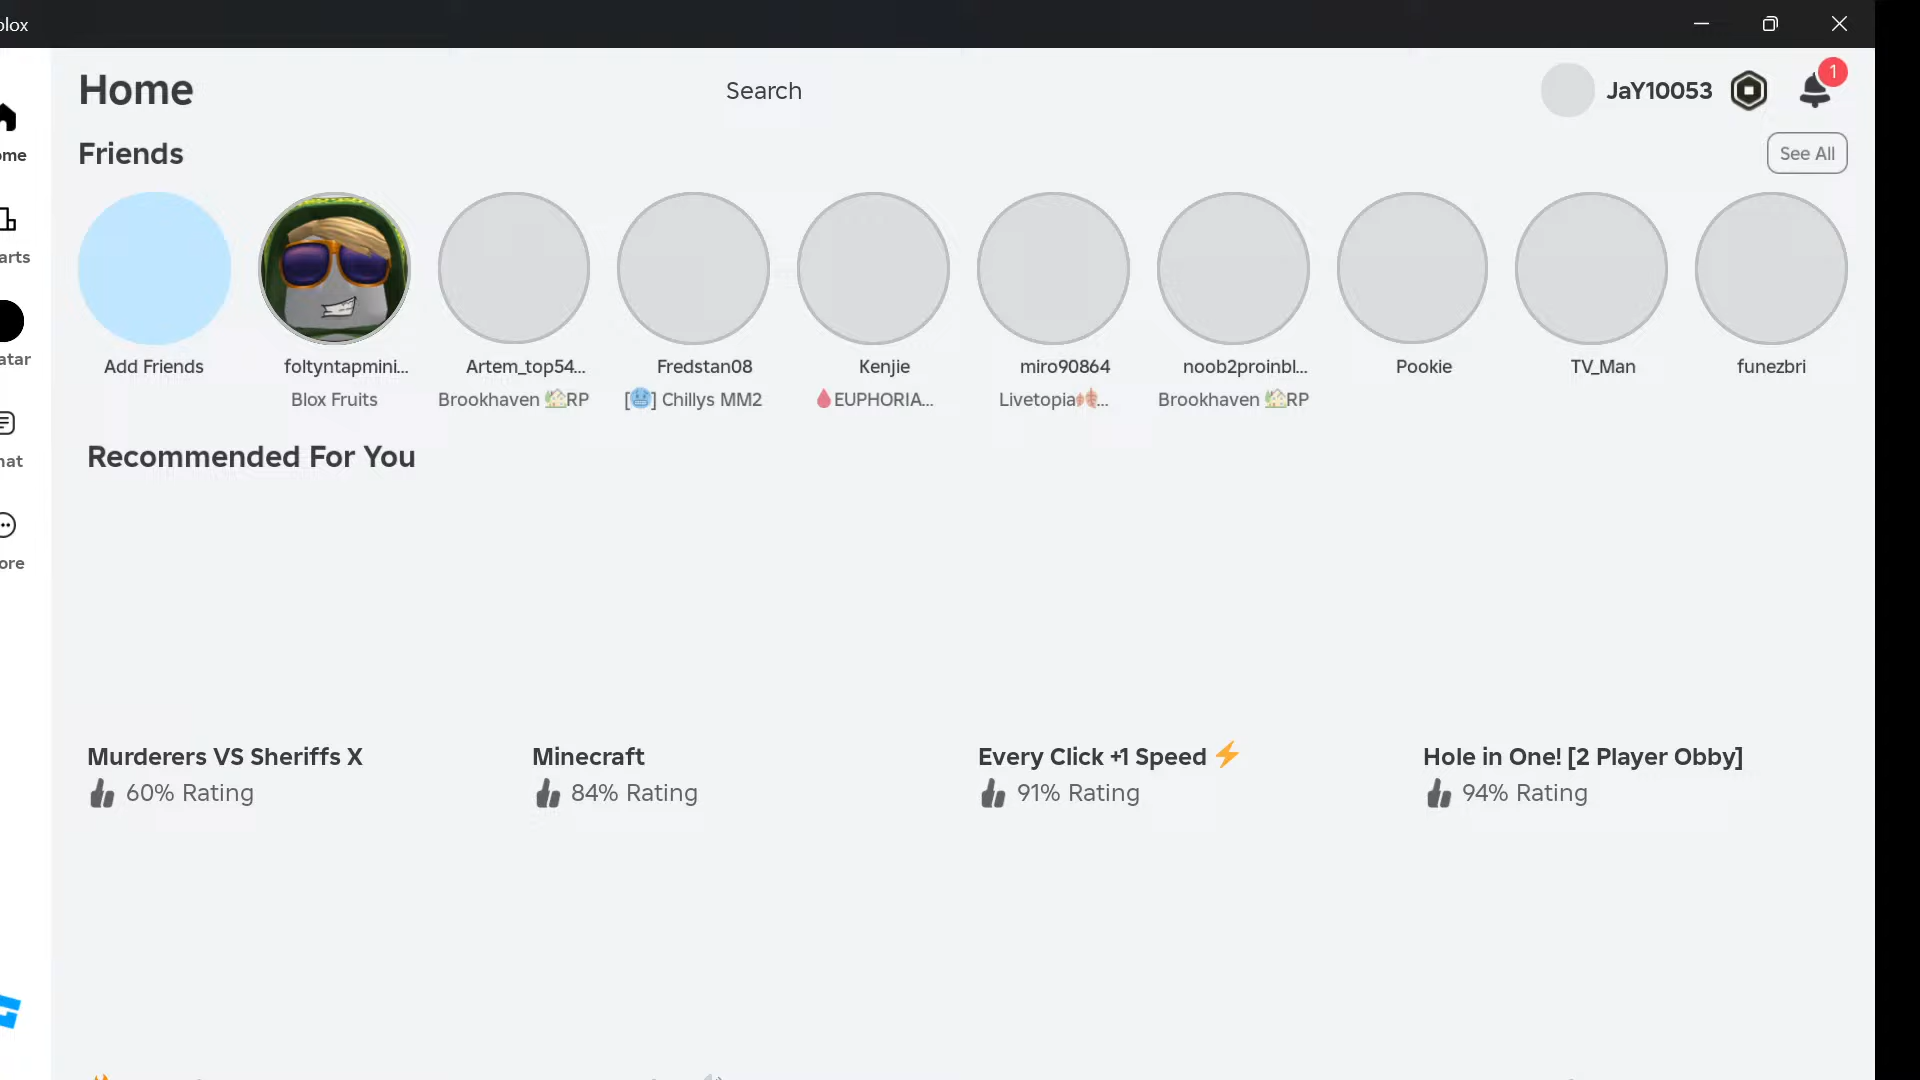 blox
Home
Search
JaY10053
1
Friends
See All
Add Friends
foltyntapmini...
Artem_top54...
Fredstan08
Kenjie
miro90864
noob2proinbl...
Pookie
TV_Man
funezbri
Blox Fruits
Brookhaven 🏡RP
[🥶] Chillys MM2
🩸EUPHORIA...
Livetopia🍂...
Brookhaven 🏡RP
ome
arts
atar
hat
ore
Recommended For You
Murderers VS Sheriffs X
60% Rating
Minecraft
84% Rating
Every Click +1 Speed ⚡
91% Rating
Hole in One! [2 Player Obby]
94% Rating